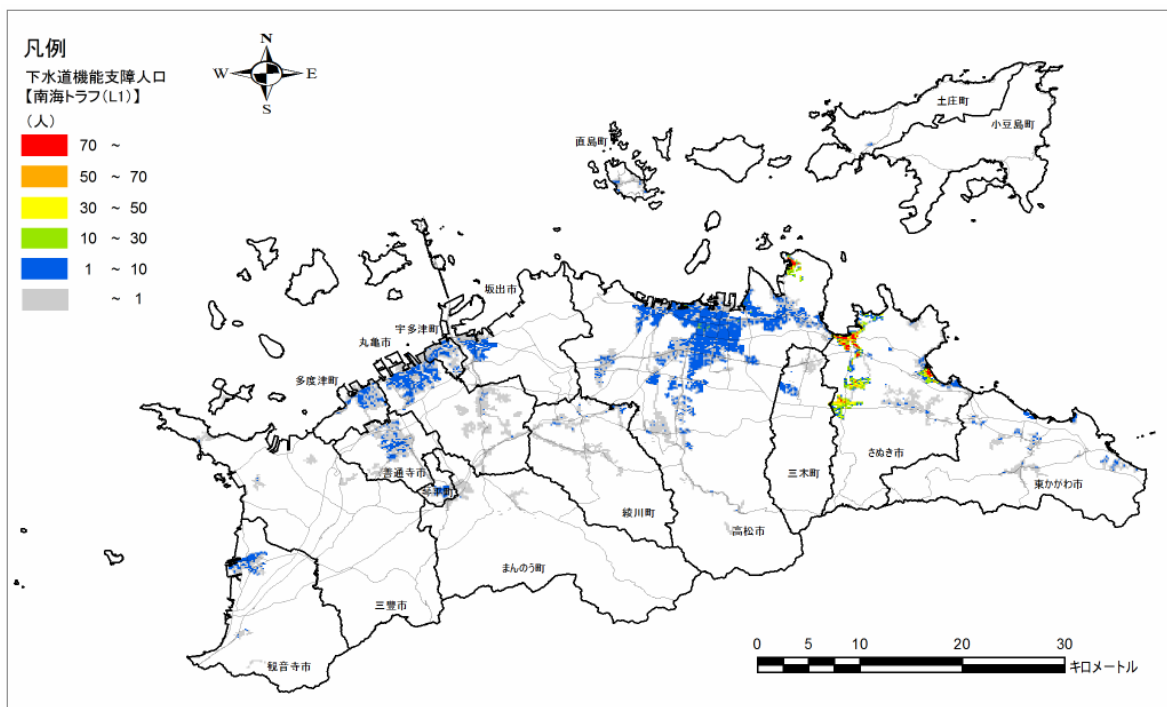 凡例
下水道機能支障人口
【南海トラフ(L1)】
(人)
70 ~
50 ~ 70
30 ~ 50
10 ~ 30
1 ~ 10
~ 1
N
W
E
S
土庄町
小豆島町
直島町
坂出市
宇多津町
丸亀市
多度津町
善通寺市
琴平町
さぬき市
三木町
東かがわ市
綾川町
高松市
まんのう町
三豊市
観音寺市
0 5 10 20 30
キロメートル